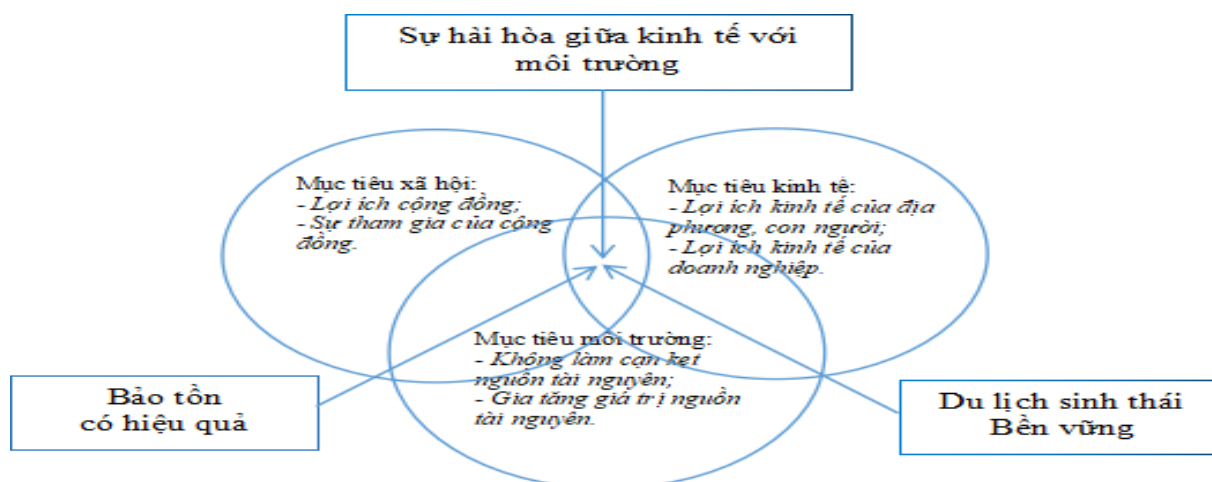 Sự hài hòa giữa kinh tế với
môi trường
Mục tiêu xã hội:
- Lợi ích cộng đồng;
- Sự tham gia của cộng
đồng.
Mục tiêu kinh tế:
- Lợi ích kinh tế của địa
phương, con người;
- Lợi ích kinh tế của
doanh nghiệp.
Mục tiêu môi trường:
- Không làm cạn kẹt
nguồn tài nguyên;
- Gia tăng giá trị nguồn
tài nguyên.
Bảo tồn
có hiệu quả
Du lịch sinh thái
Bền vững